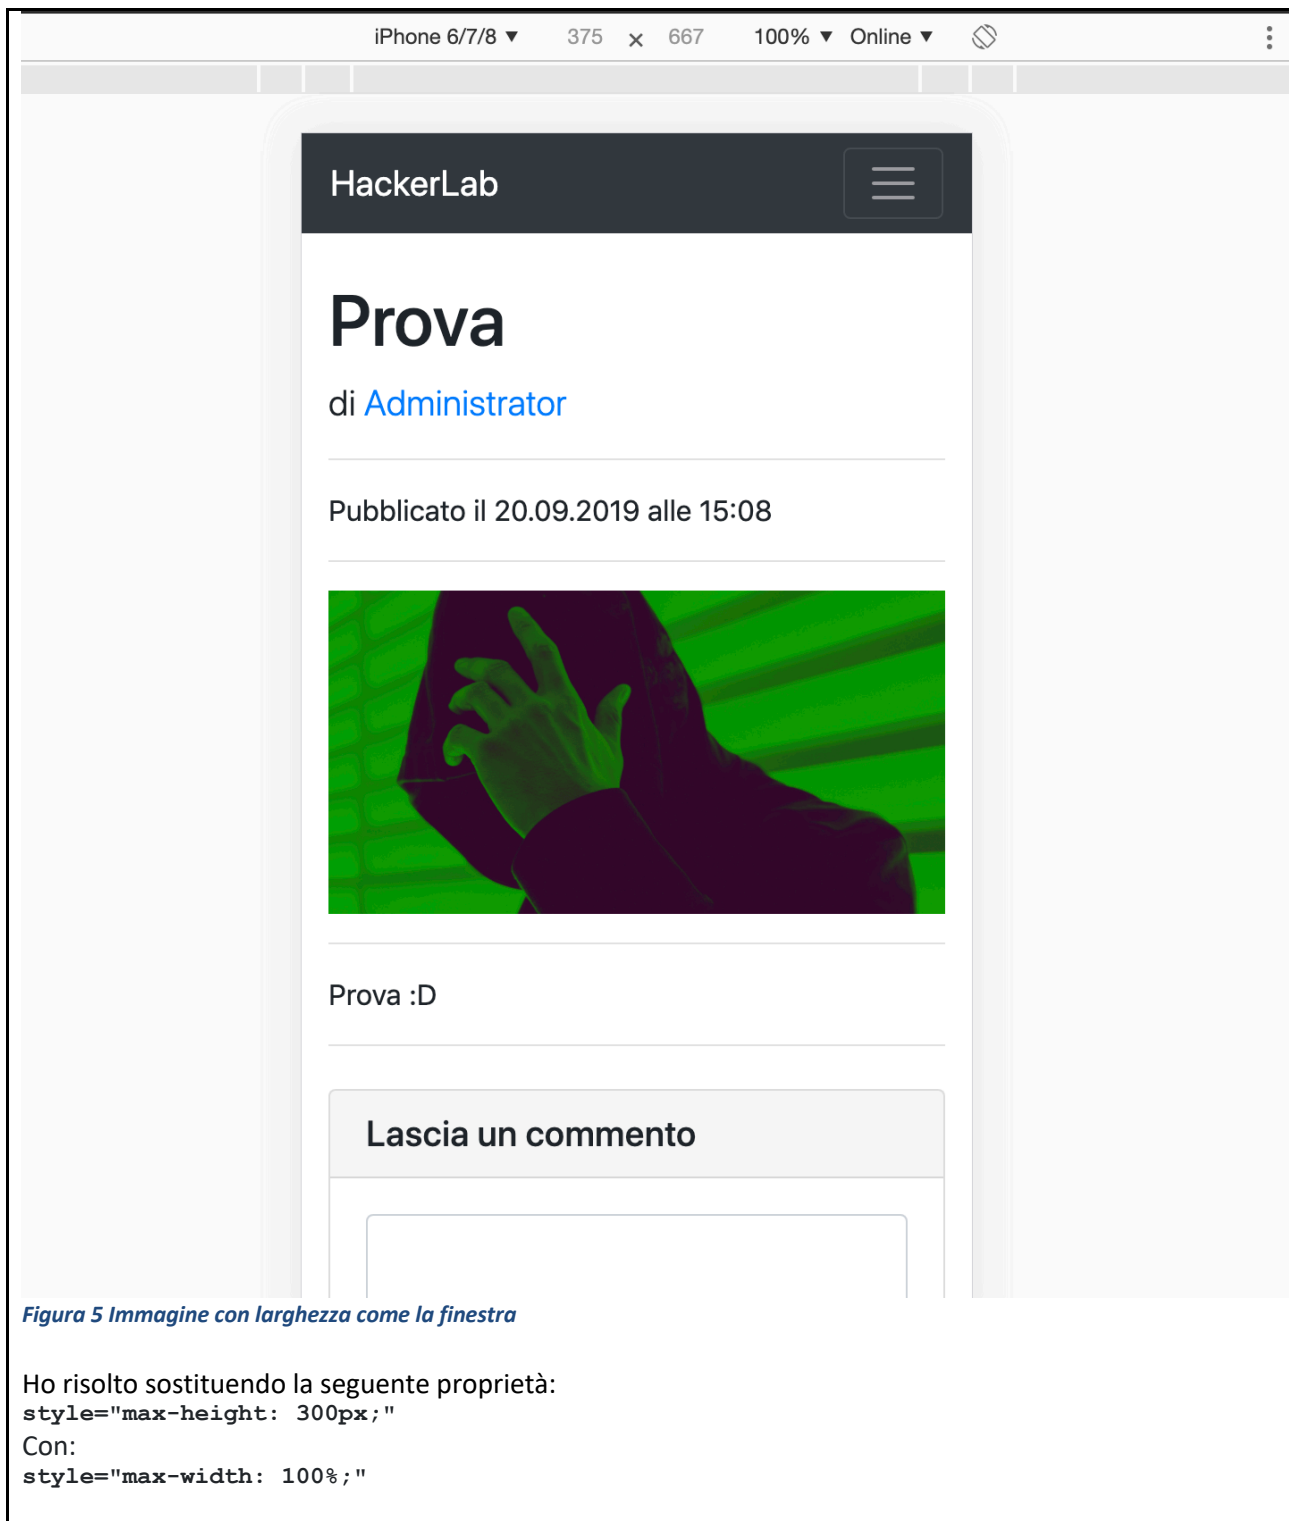 iPhone 6/7/8 ▼ 375 × 667 100% ▼ Online ▼
HackerLab
Prova
di Administrator
Pubblicato il 20.09.2019 alle 15:08
Prova :D
Lascia un commento
Figura 5 Immagine con larghezza come la finestra
Ho risolto sostituendo la seguente proprietà:
style="max-height: 300px;"
Con:
style="max-width: 100%;"